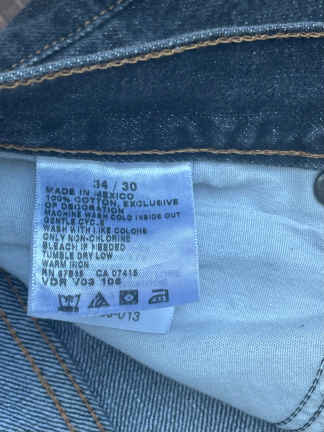 34 / 30
MADE IN MEXICO
100% COTTON, EXCLUSIVE
OF DECORATION
MACHINE WASH COLD INSIDE OUT
GENTLE CYCLE
WASH WITH LIKE COLORS
ONLY NON-CHLORINE
BLEACH IF NEEDED
TUMBLE DRY LOW
WARM IRON
RN 87835 CA 07415
VDR V03 106
-013